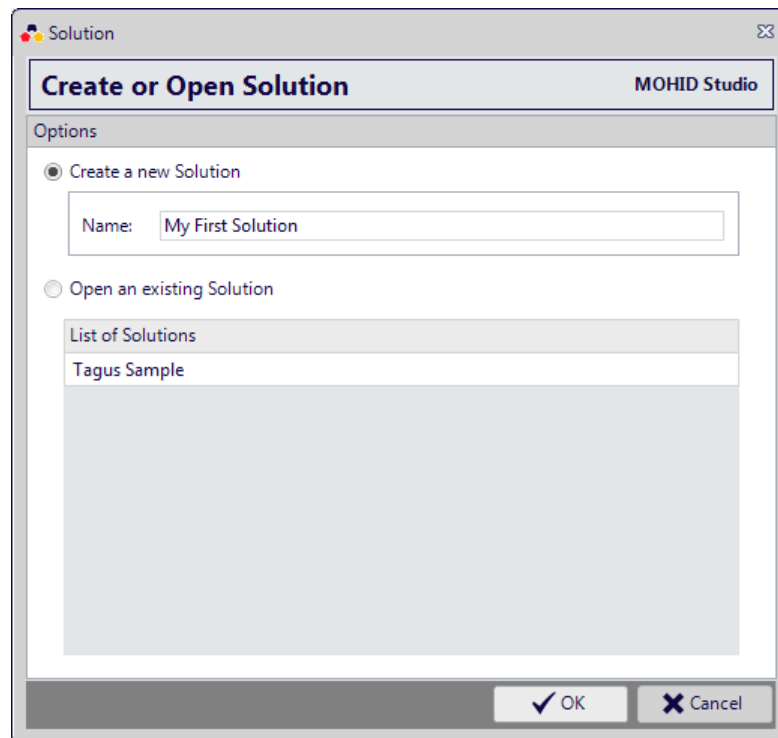 Solution
Create or Open Solution MOHID Studio
Options
Create a new Solution
Name: My First Solution
Open an existing Solution
List of Solutions
Tagus Sample
OK Cancel